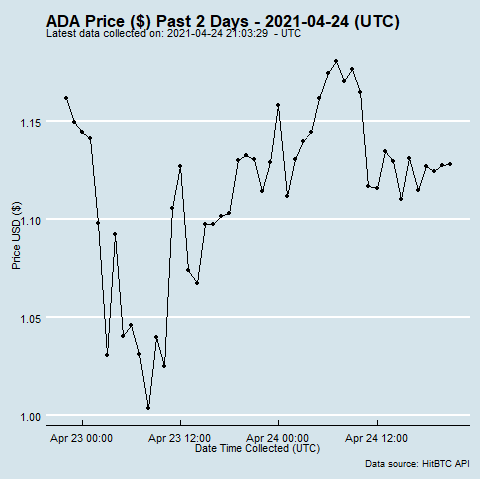 ADA Price ($) Past 2 Days - 2021-04-24 (UTC)
Latest data collected on: 2021-04-24 21:03:29 - UTC
1.15
1.10
1.05
1.00
Price USD ($)
Apr 23 00:00 Apr 23 12:00 Apr 24 00:00 Apr 24 12:00
Date Time Collected (UTC)
Data source: HitBTC API